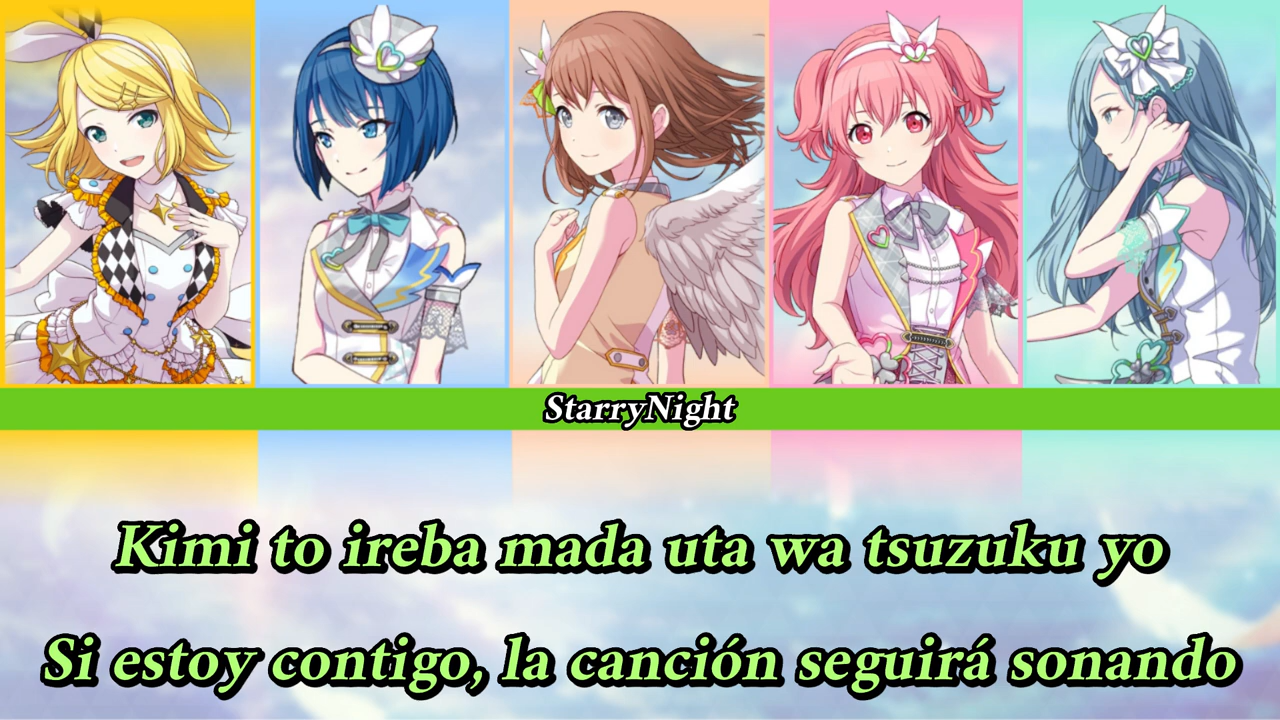 StarryNight
Kimi to ireba mada uta wa tsuzuku yo
Si estoy contigo, la canción seguirá sonando